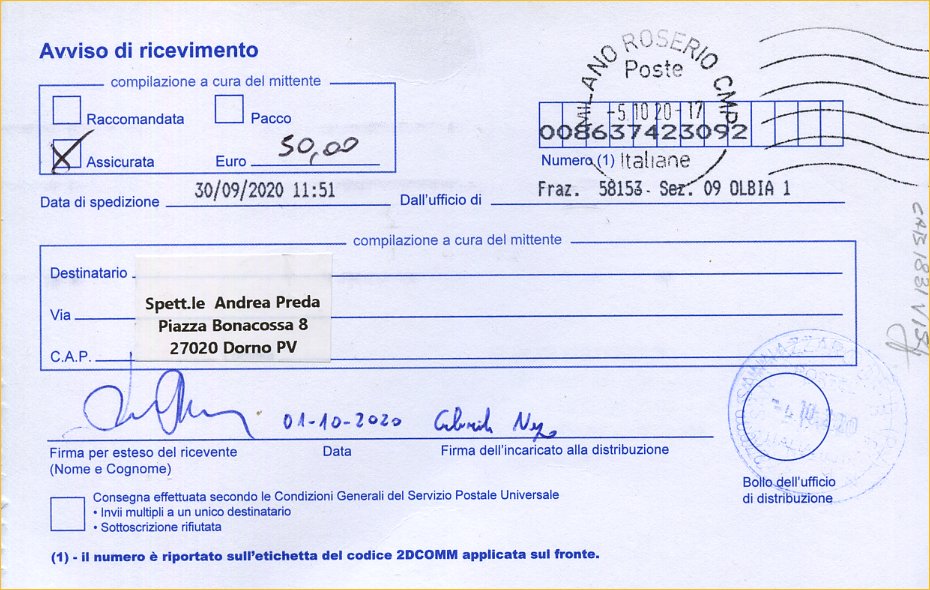 Avviso di ricevimento
compilazione a cura del mittente
Raccomandata
Pacco
Assicurata
Euro 50,00
MILANO ROSERIO CMP
Poste
-5.10 20-17
008637423092
Numero (1)
Italiane
Data di spedizione 30/09/2020 11:51
Dall'ufficio di Fraz. 58153- Sez. 09 OLBIA 1
compilazione a cura del mittente
Destinatario
Via
C.A.P.
Spett.le Andrea Preda
Piazza Bonacossa 8
27020 Dorno PV
01-10-2020
Firma per esteso del ricevente
(Nome e Cognome)
Data
Firma dell'incaricato alla distribuzione
Bollo dell'ufficio
di distribuzione
Consegna effettuata secondo le Condizioni Generali del Servizio Postale Universale
• Invii multipli a un unico destinatario
• Sottoscrizione rifiutata
(1) - il numero è riportato sull'etichetta del codice 2DCOMM applicata sul fronte.